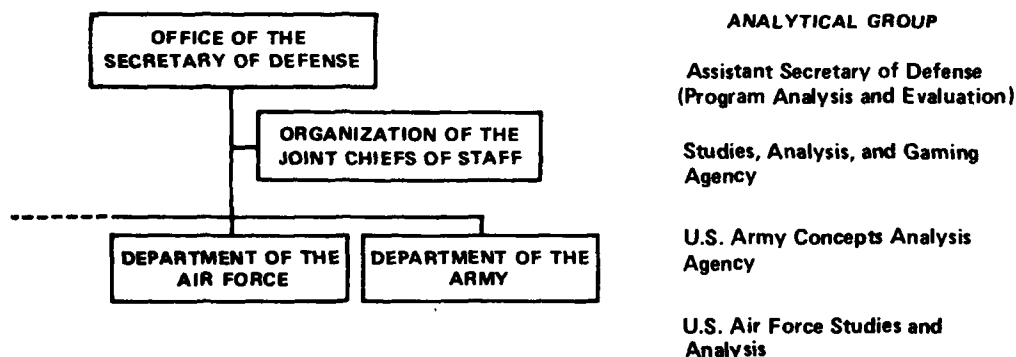 OFFICE OF THE
SECRETARY OF DEFENSE
ORGANIZATION OF THE
JOINT CHIEFS OF STAFF
DEPARTMENT OF THE
AIR FORCE
DEPARTMENT OF THE
ARMY
ANALYTICAL GROUP
Assistant Secretary of Defense
(Program Analysis and Evaluation)
Studies, Analysis, and Gaming
Agency
U.S. Army Concepts Analysis
Agency
U.S. Air Force Studies and
Analysis